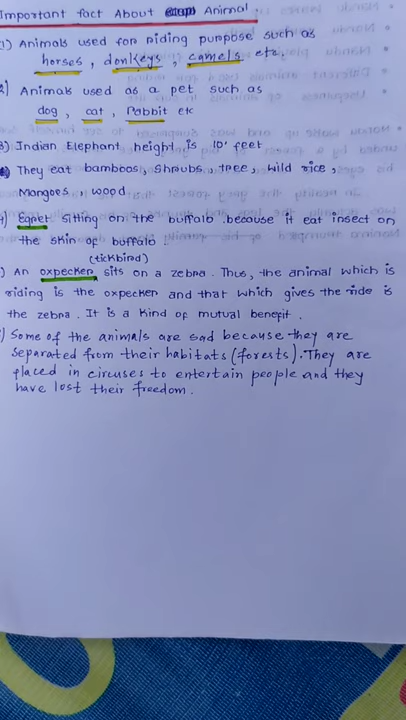 Important fact About Animal
1) Animals used for riding purpose such as
horses, donkeys, camels etc.
2) Animals used as a pet such as
dog, cat, Rabbit etc
3) Indian Elephant height is 10' feet
They eat bamboos, shrubs, tree, wild rice,
Mangoes, wood
4) Egret sitting on the buffalo because it eat insect on
the skin of buffalo.
(tickbird)
) An oxpecker sits on a zebra. Thus, the animal which is
riding is the oxpecker and that which gives the ride is
the zebra. It is a kind of mutual benefit.
) Some of the animals are sad because they are
separated from their habitats (forests). They are
placed in circuses to entertain people and they
have lost their freedom.